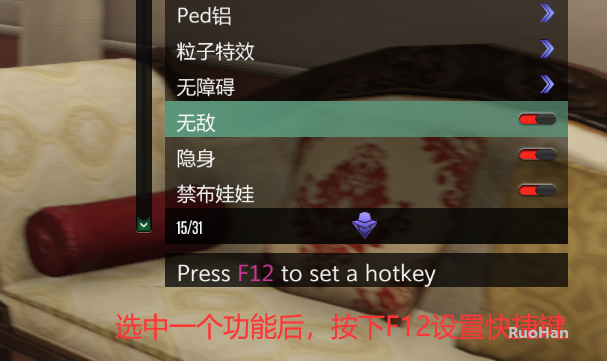 Ped铝
粒子特效
无障碍
无敌
隐身
禁布娃娃
15/31
Press F12 to set a hotkey
选中一个功能后，按下F12设置快捷键
RuoHan